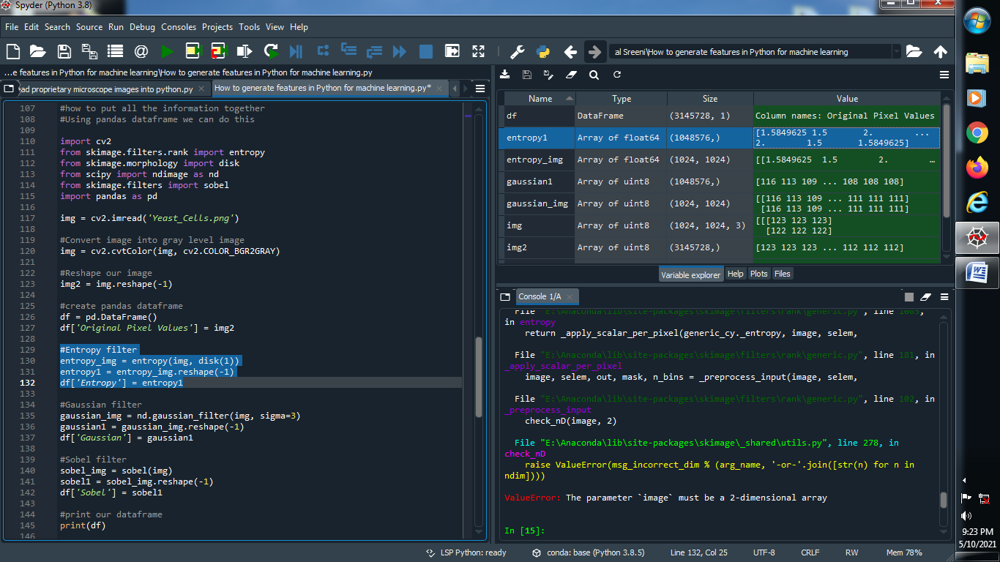 Spyder (Python 3.8)
File Edit Search Source Run Debug Consoles Projects Tools View Help
al Sreeni\How to generate features in Python for machine learning
...e features in Python for machine learning\How to generate features in Python for machine learning.py
ead proprietary microscope images into python.py
How to generate features in Python for machine learning.py*
107 #how to put all the information together
108 #Using pandas dataframe we can do this
109
110 import cv2
111 from skimage.filters.rank import entropy
112 from skimage.morphology import disk
113 from scipy import ndimage as nd
114 from skimage.filters import sobel
115 import pandas as pd
116
117 img = cv2.imread('Yeast_Cells.png')
118
119 #Convert image into gray level image
120 img = cv2.cvtColor(img, cv2.COLOR_BGR2GRAY)
121
122 #Reshape our image
123 img2 = img.reshape(-1)
124
125 #create pandas dataframe
126 df = pd.DataFrame()
127 df['Original Pixel Values'] = img2
128
129 #Entropy filter
130 entropy_img = entropy(img, disk(1))
131 entropy1 = entropy_img.reshape(-1)
132 df['Entropy'] = entropy1
133
134 #Gaussian filter
135 gaussian_img = nd.gaussian_filter(img, sigma=3)
136 gaussian1 = gaussian_img.reshape(-1)
137 df['Gaussian'] = gaussian1
138
139 #Sobel filter
140 sobel_img = sobel(img)
141 sobel1 = sobel_img.reshape(-1)
142 df['Sobel'] = sobel1
143
144 #print our dataframe
145 print(df)
146
Name Type Size Value
df DataFrame (3145728, 1) Column names: Original Pixel Values
entropy1 Array of float64 (1048576,) [1.5849625 1.5 2. ...
2. 1.5 1.5849625]
entropy_img Array of float64 (1024, 1024) [[1.5849625 1.5 2. …
gaussian1 Array of uint8 (1048576,) [116 113 109 ... 108 108 108]
gaussian_img Array of uint8 (1024, 1024) [[116 113 109 ... 111 111 111]
[116 113 109 ... 111 111 111]
img Array of uint8 (1024, 1024, 3) [[[123 123 123]
[122 122 122]
img2 Array of uint8 (3145728,) [123 123 123 ... 112 112 112]
Variable explorer Help Plots Files
Console 1/A
File "E:\Anaconda\lib\site-packages\skimage\filters\rank\generic.py", line 1085,
in entropy
return _apply_scalar_per_pixel(generic_cy._entropy, image, selem,
File "E:\Anaconda\lib\site-packages\skimage\filters\rank\generic.py", line 181, in
_apply_scalar_per_pixel
image, selem, out, mask, n_bins = _preprocess_input(image, selem,
File "E:\Anaconda\lib\site-packages\skimage\filters\rank\generic.py", line 102, in
_preprocess_input
check_nD(image, 2)
File "E:\Anaconda\lib\site-packages\skimage\_shared\utils.py", line 278, in
check_nD
raise ValueError(msg_incorrect_dim % (arg_name, '-or-'.join([str(n) for n in
ndim])))
ValueError: The parameter `image` must be a 2-dimensional array
In [15]:
LSP Python: ready conda: base (Python 3.8.5) Line 132, Col 25 UTF-8 CRLF RW Mem 78%
9:23 PM
5/10/2021